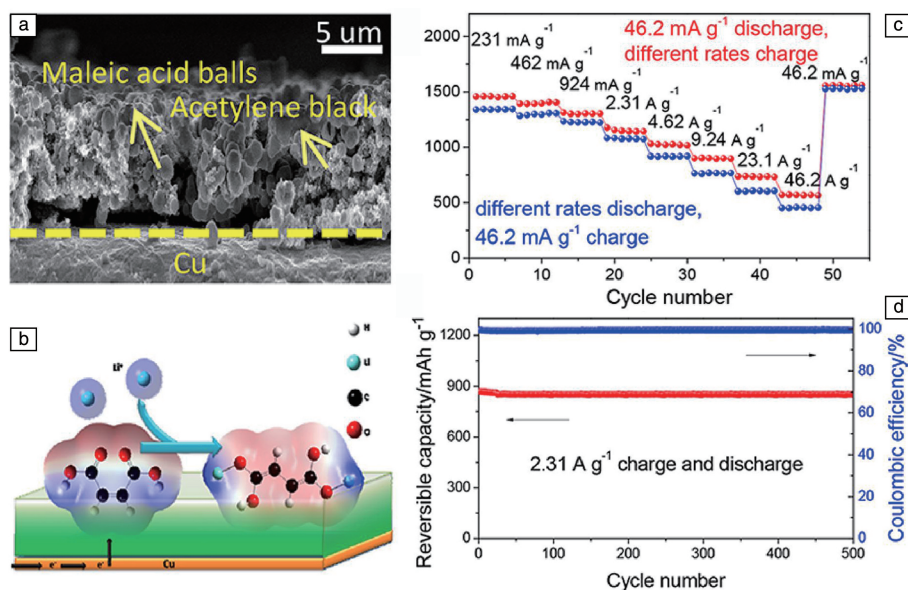 a
5 um
Maleic acid balls
Acetylene black
Cu
b
H
Li
C
O
Li⁺
e⁻
e⁻
Cu
c
2000
1500
1000
500
0
231 mA g⁻¹
462 mA g⁻¹
924 mA g⁻¹
2.31 A g⁻¹
4.62 A g⁻¹
9.24 A g⁻¹
23.1 A g⁻¹
46.2 A g⁻¹
46.2 mA g⁻¹
46.2 mA g⁻¹ discharge,
different rates charge
different rates discharge,
46.2 mA g⁻¹ charge
0 10 20 30 40 50
Cycle number
d
Reversible capacity/mAh g⁻¹
1200
900
600
300
0
2.31 A g⁻¹ charge and discharge
100
80
60
40
20
0
Coulombic efficiency/%
0 100 200 300 400 500
Cycle number